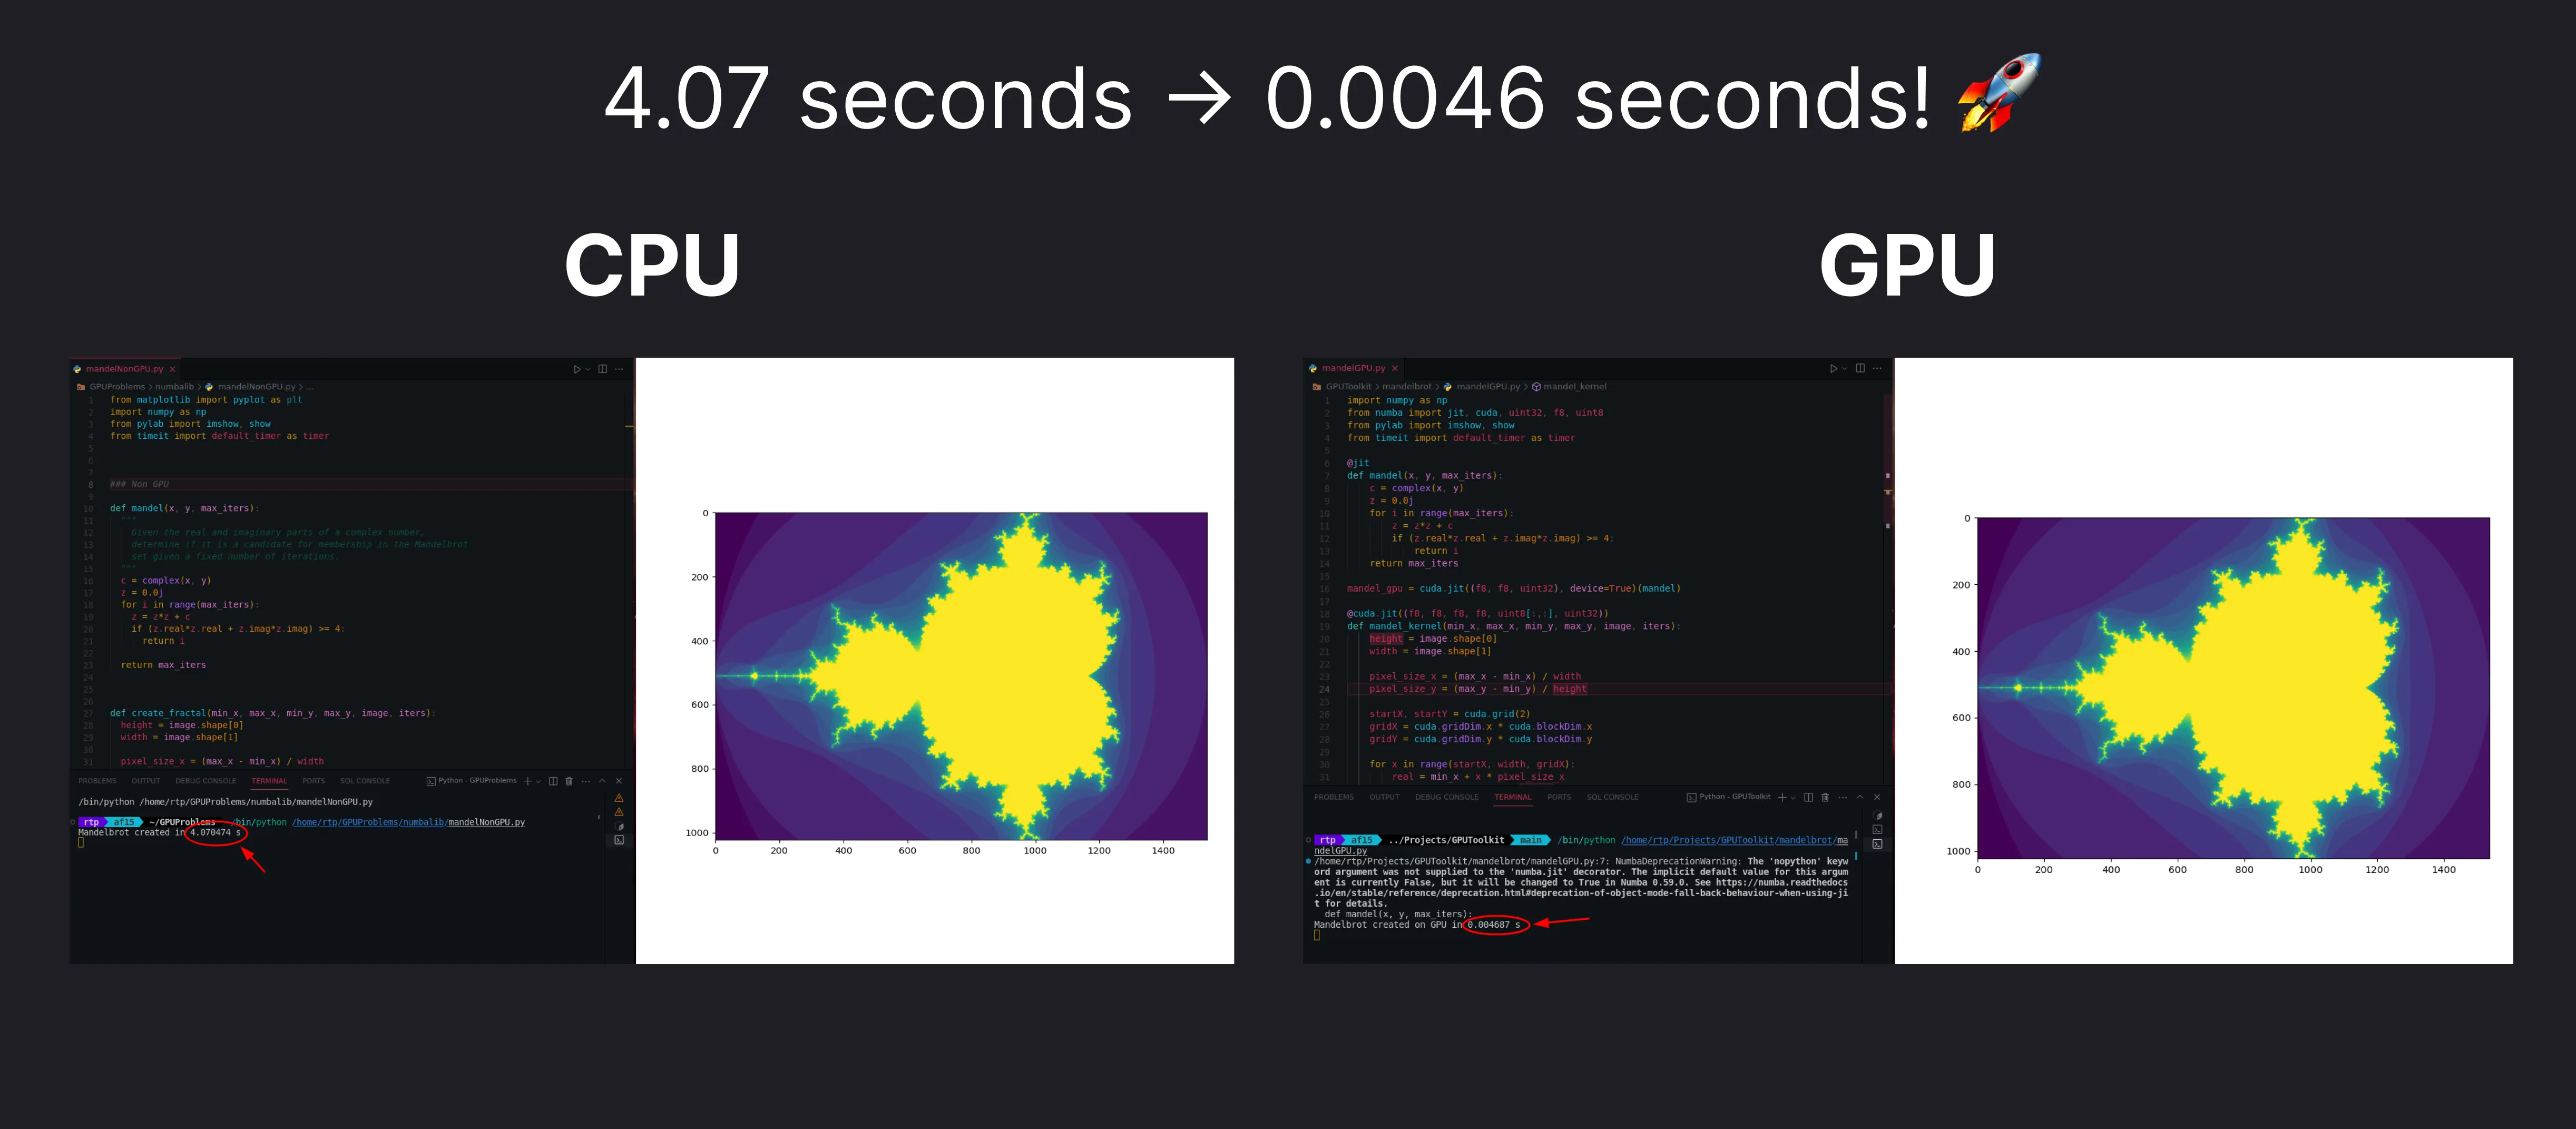 4.07 seconds → 0.0046 seconds! 🚀
CPU
GPU
mandelNonGPU.py ×
GPUProblems > numbalib > mandelNonGPU.py > ...
1 from matplotlib import pyplot as plt
2 import numpy as np
3 from pylab import imshow, show
4 from timeit import default_timer as timer
5
6
7
8 ### Non GPU
9
10 def mandel(x, y, max_iters):
11 """
12 Given the real and imaginary parts of a complex number,
13 determine if it is a candidate for membership in the Mandelbrot
14 set given a fixed number of iterations.
15 """
16 c = complex(x, y)
17 z = 0.0j
18 for i in range(max_iters):
19 z = z*z + c
20 if (z.real*z.real + z.imag*z.imag) >= 4:
21 return i
22
23 return max_iters
24
25
26
27 def create_fractal(min_x, max_x, min_y, max_y, image, iters):
28 height = image.shape[0]
29 width = image.shape[1]
30
31 pixel_size_x = (max_x - min_x) / width
PROBLEMS OUTPUT DEBUG CONSOLE TERMINAL PORTS SQL CONSOLE Python - GPUProblems
/bin/python /home/rtp/GPUProblems/numbalib/mandelNonGPU.py
rtp af15 ~/GPUProblems /bin/python /home/rtp/GPUProblems/numbalib/mandelNonGPU.py
Mandelbrot created in 4.070474 s
0
200
400
600
800
1000
0 200 400 600 800 1000 1200 1400
mandelGPU.py ×
GPUToolkit > mandelbrot > mandelGPU.py > mandel_kernel
1 import numpy as np
2 from numba import jit, cuda, uint32, f8, uint8
3 from pylab import imshow, show
4 from timeit import default_timer as timer
5
6 @jit
7 def mandel(x, y, max_iters):
8 c = complex(x, y)
9 z = 0.0j
10 for i in range(max_iters):
11 z = z*z + c
12 if (z.real*z.real + z.imag*z.imag) >= 4:
13 return i
14 return max_iters
15
16 mandel_gpu = cuda.jit((f8, f8, uint32), device=True)(mandel)
17
18 @cuda.jit((f8, f8, f8, f8, uint8[:,:], uint32))
19 def mandel_kernel(min_x, max_x, min_y, max_y, image, iters):
20 height = image.shape[0]
21 width = image.shape[1]
22
23 pixel_size_x = (max_x - min_x) / width
24 pixel_size_y = (max_y - min_y) / height
25
26 startX, startY = cuda.grid(2)
27 gridX = cuda.gridDim.x * cuda.blockDim.x
28 gridY = cuda.gridDim.y * cuda.blockDim.y
29
30 for x in range(startX, width, gridX):
31 real = min_x + x * pixel_size_x
PROBLEMS OUTPUT DEBUG CONSOLE TERMINAL PORTS SQL CONSOLE Python - GPUToolkit
rtp af15 ../Projects/GPUToolkit main /bin/python /home/rtp/Projects/GPUToolkit/mandelbrot/ma
ndelGPU.py
/home/rtp/Projects/GPUToolkit/mandelbrot/mandelGPU.py:7: NumbaDeprecationWarning: The 'nopython' keyw
ord argument was not supplied to the 'numba.jit' decorator. The implicit default value for this argum
ent is currently False, but it will be changed to True in Numba 0.59.0. See https://numba.readthedocs
.io/en/stable/reference/deprecation.html#deprecation-of-object-mode-fall-back-behaviour-when-using-ji
t for details.
def mandel(x, y, max_iters):
Mandelbrot created on GPU in 0.004687 s
0
200
400
600
800
1000
0 200 400 600 800 1000 1200 1400